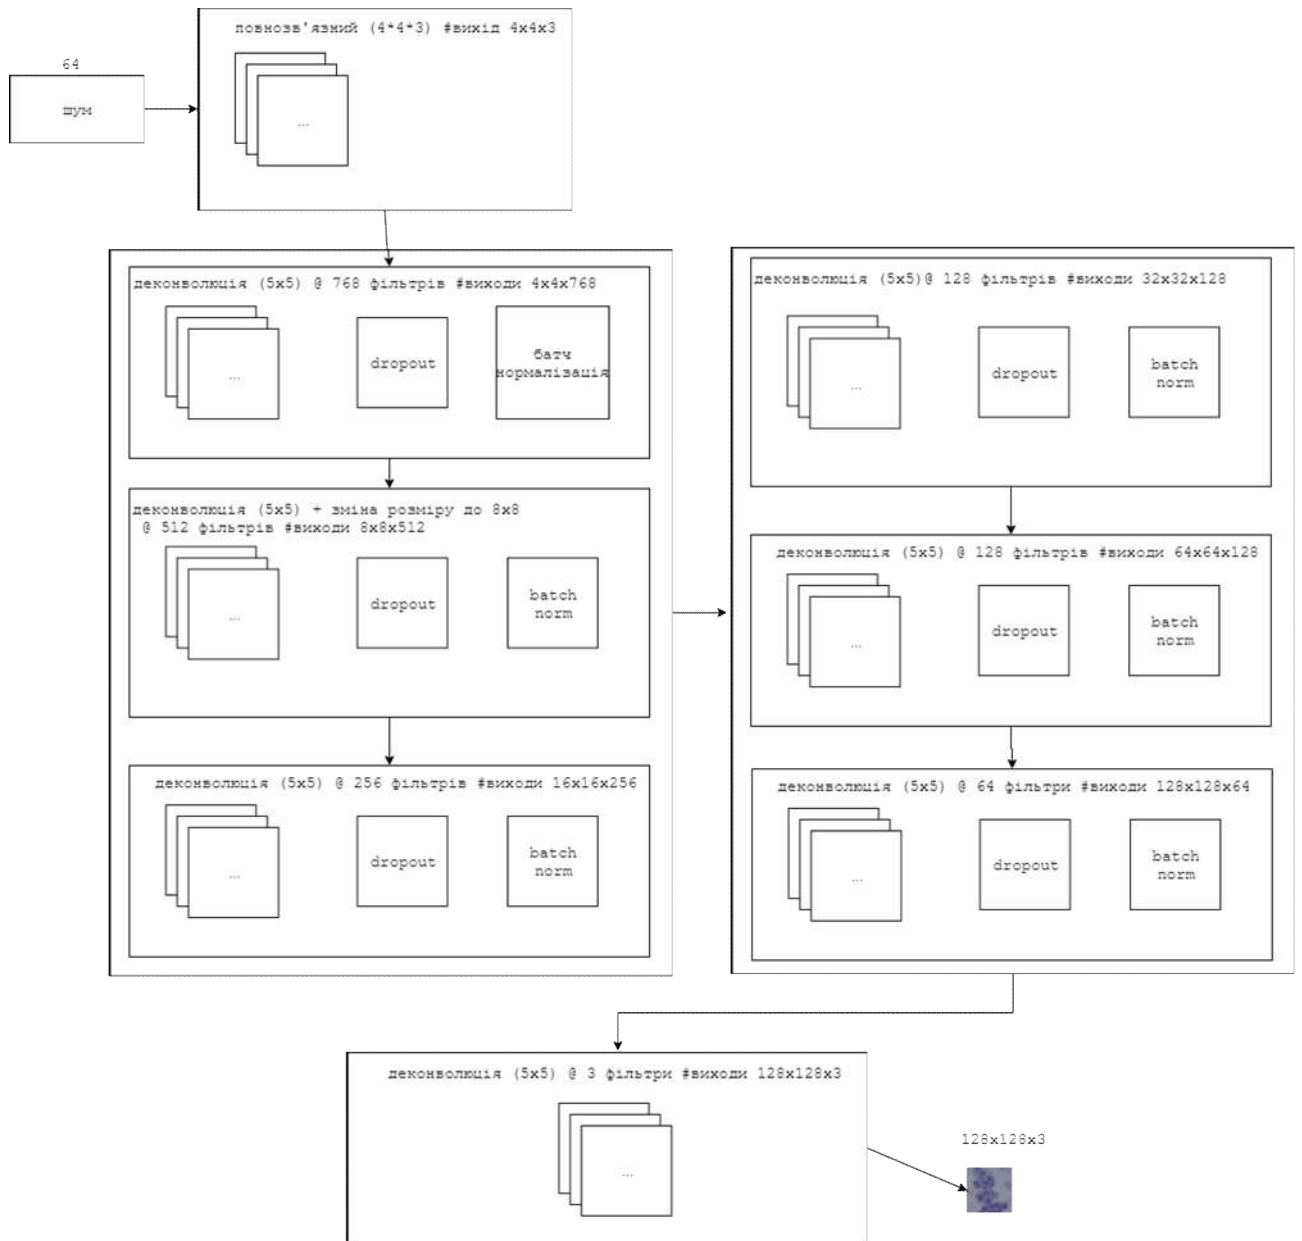 повнозв'язний (4*4*3) #вихід 4x4x3
...
64
шум
деконволюція (5x5) @ 768 фільтрів #виходи 4x4x768
...
dropout
батч
нормалізація
деконволюція (5x5) + зміна розміру до 8x8
@ 512 фільтрів #виходи 8x8x512
...
dropout
batch
norm
деконволюція (5x5) @ 256 фільтрів #виходи 16x16x256
...
dropout
batch
norm
деконволюція (5x5)@ 128 фільтрів #виходи 32x32x128
...
dropout
batch
norm
деконволюція (5x5) @ 128 фільтрів #виходи 64x64x128
...
dropout
batch
norm
деконволюція (5x5) @ 64 фільтри #виходи 128x128x64
...
dropout
batch
norm
деконволюція (5x5) @ 3 фільтри #виходи 128x128x3
...
128x128x3